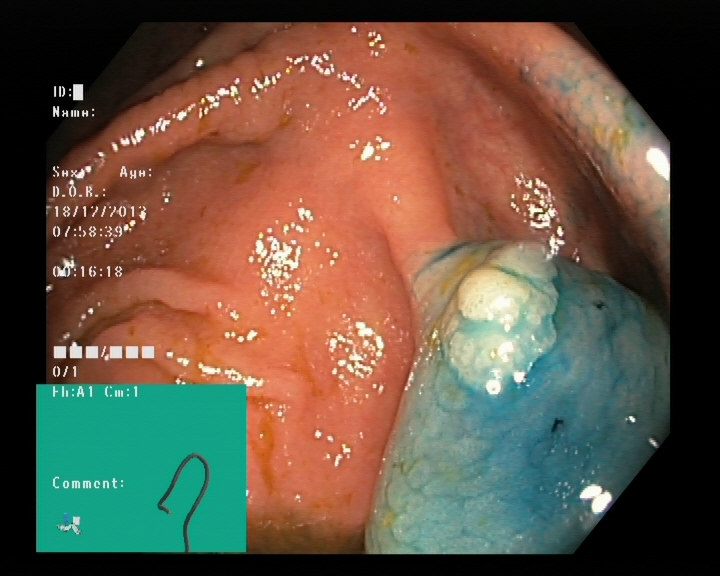 ID:
Name:
Sex: Age:
D.O.B.:
18/12/2013
07:58:39
00:16:18
0/1
Eh:A1 Cm:1
Comment: